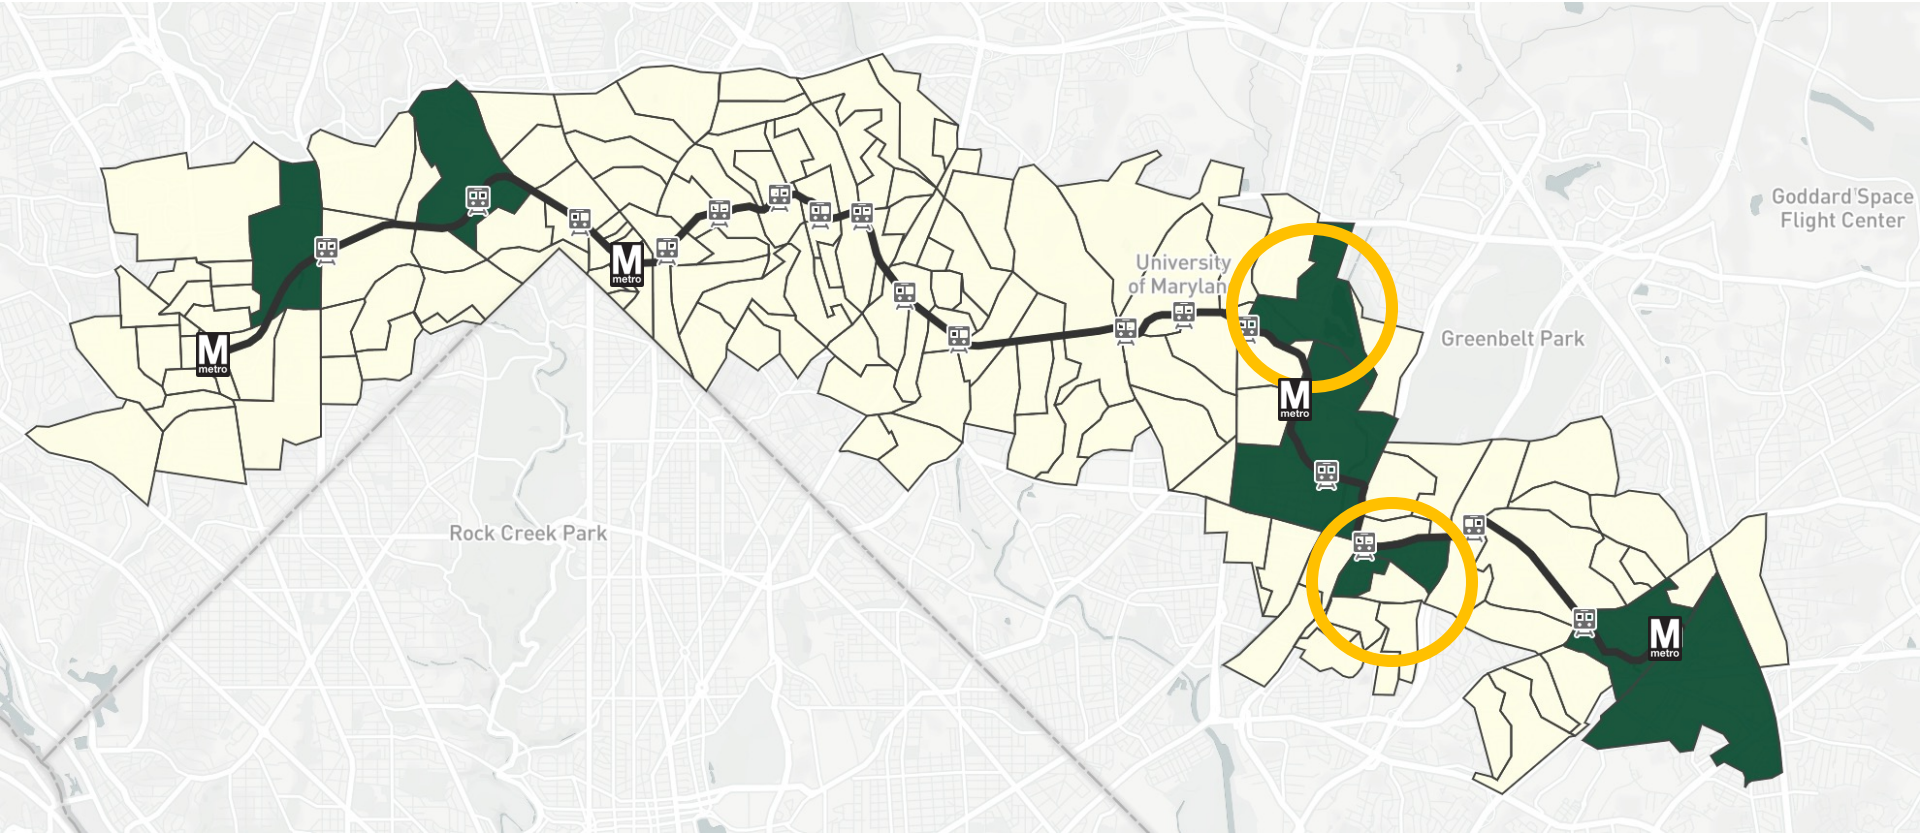 Goddard Space
Flight Center
M
metro
University
of Marylan
M
metro
Greenbelt Park
M
metro
Rock Creek Park
M
metro